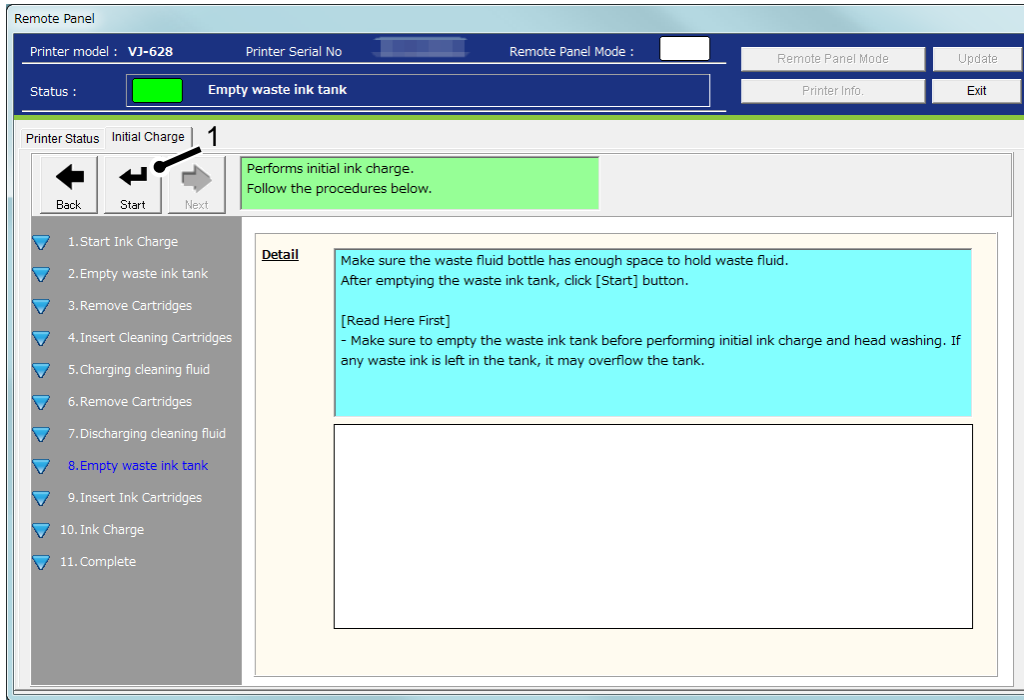 Remote Panel
Printer model : VJ-628 Printer Serial No Remote Panel Mode :
Remote Panel Mode Update
Status : Empty waste ink tank
Printer Info. Exit
Printer Status Initial Charge 1
Back Start Next
Performs initial ink charge.
Follow the procedures below.
1.Start Ink Charge
2.Empty waste ink tank
3.Remove Cartridges
4.Insert Cleaning Cartridges
5.Charging cleaning fluid
6.Remove Cartridges
7.Discharging cleaning fluid
8.Empty waste ink tank
9.Insert Ink Cartridges
10.Ink Charge
11.Complete
Detail
Make sure the waste fluid bottle has enough space to hold waste fluid.
After emptying the waste ink tank, click [Start] button.
[Read Here First]
- Make sure to empty the waste ink tank before performing initial ink charge and head washing. If
any waste ink is left in the tank, it may overflow the tank.